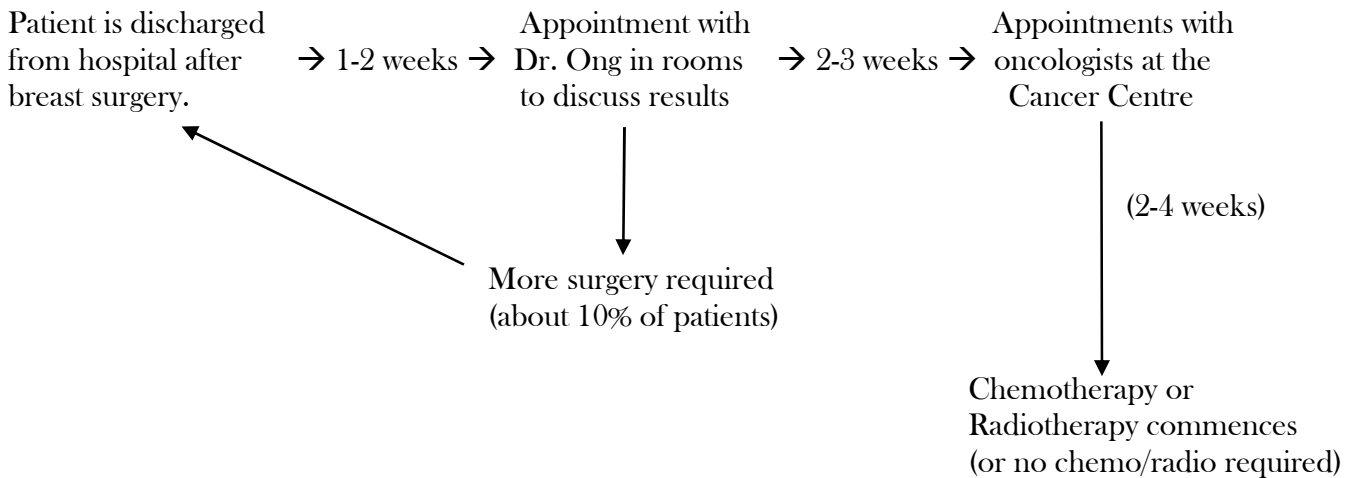 Patient is discharged
from hospital after
breast surgery.
→ 1-2 weeks →
Appointment with
Dr. Ong in rooms
to discuss results
→ 2-3 weeks →
Appointments with
oncologists at the
Cancer Centre
(2-4 weeks)
More surgery required
(about 10% of patients)
Chemotherapy or
Radiotherapy commences
(or no chemo/radio required)